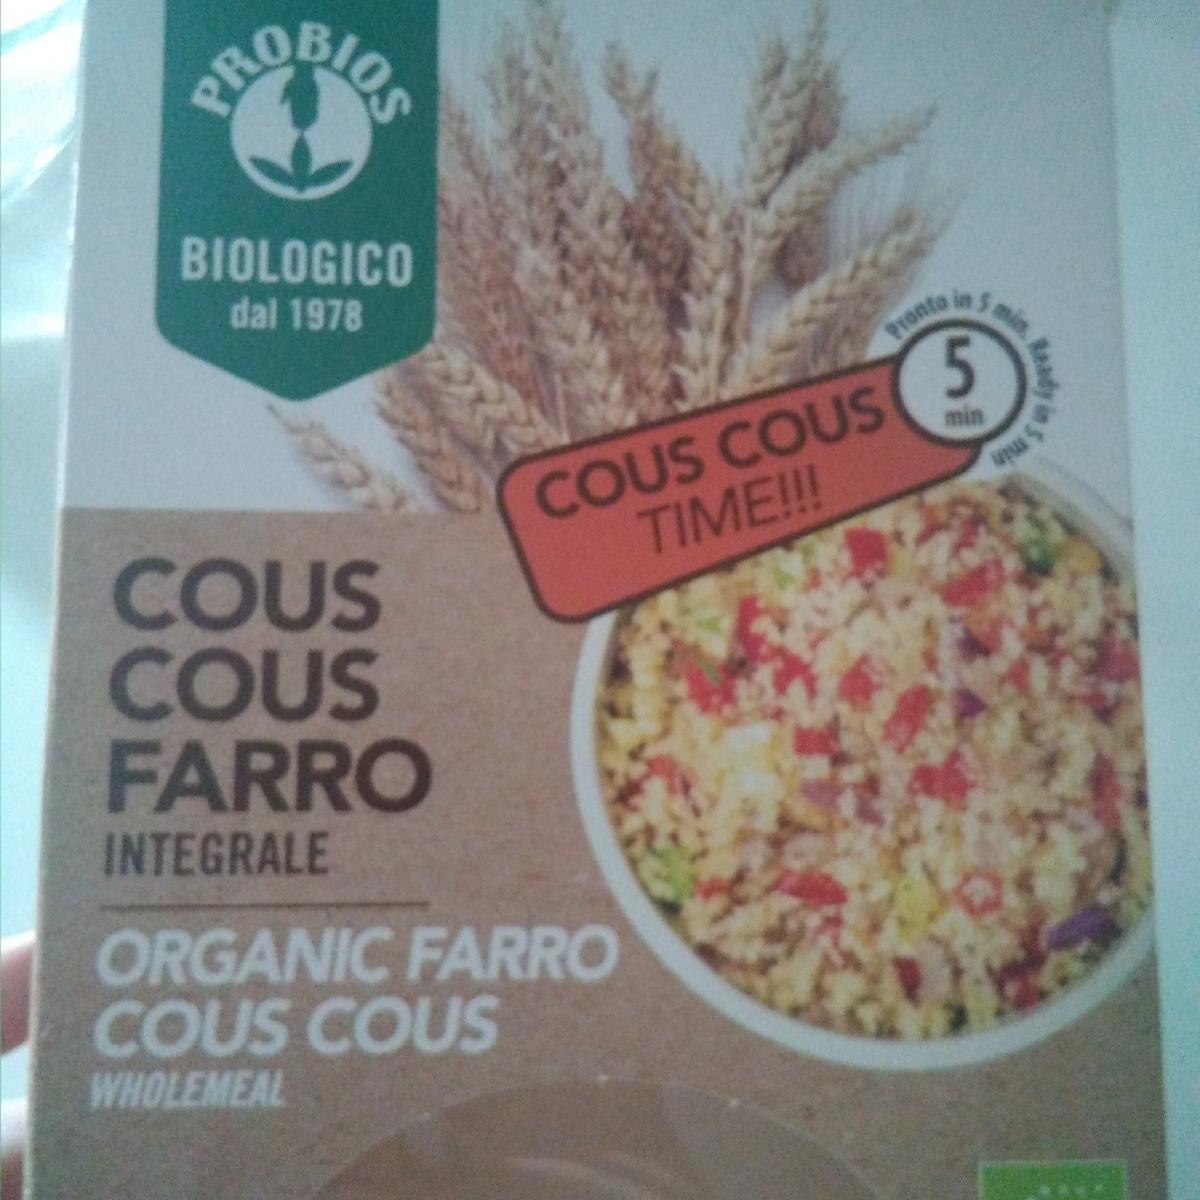 PROBIOS
BIOLOGICO
dal 1978
Pronto in 5 min. Ready in 5 min
5
min
COUS COUS
TIME!!!
COUS
COUS
FARRO
INTEGRALE
ORGANIC FARRO
COUS COUS
WHOLEMEAL